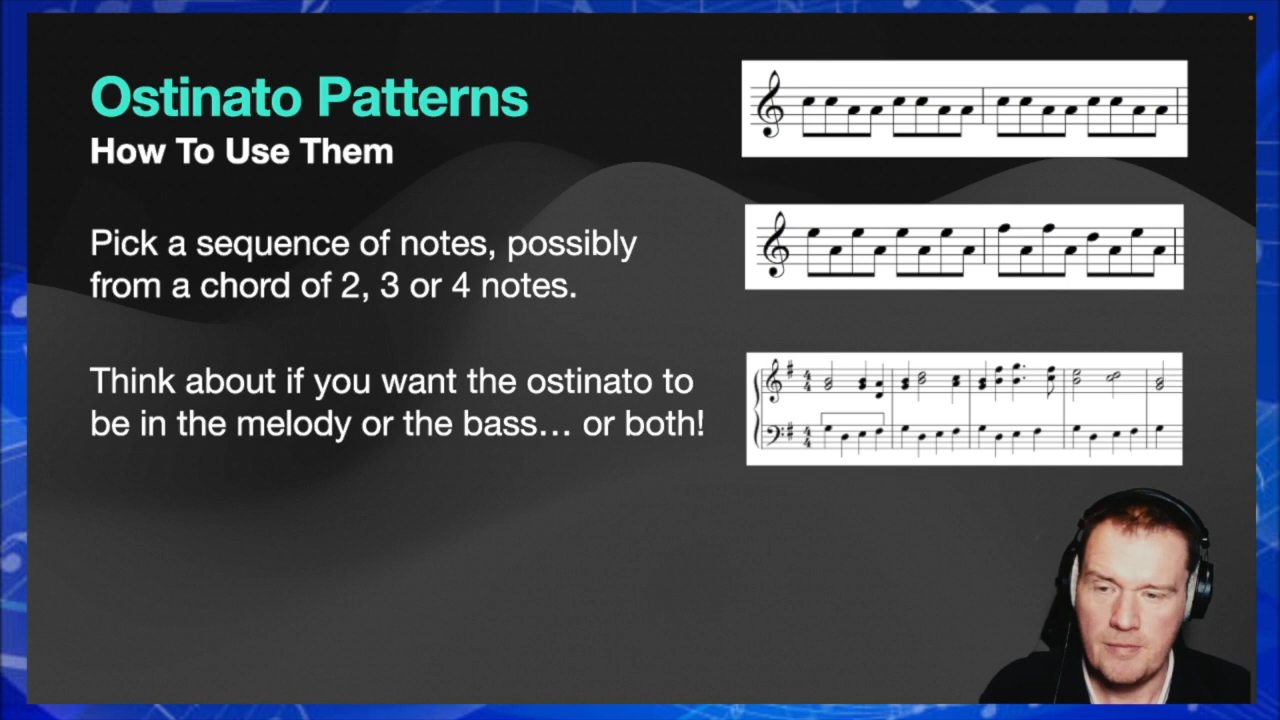 Ostinato Patterns
How To Use Them
Pick a sequence of notes, possibly
from a chord of 2, 3 or 4 notes.
Think about if you want the ostinato to
be in the melody or the bass… or both!